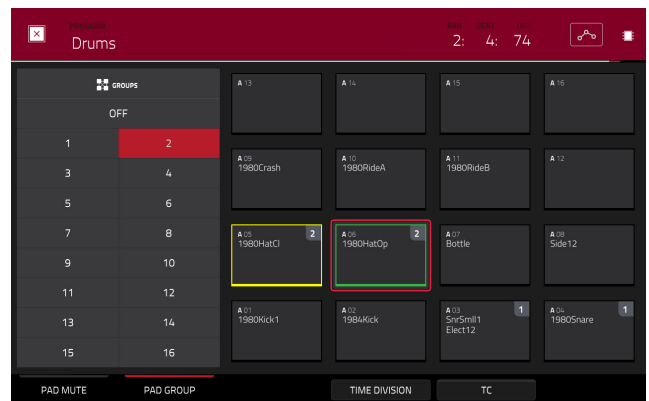 PROGRAM
Drums
BAR BEAT TICK
2: 4: 74
GROUPS
OFF
1 2
3 4
5 6
7 8
9 10
11 12
13 14
15 16
A 13
A 14
A 15
A 16
A 09
1980Crash
A 10
1980RideA
A 11
1980RideB
A 12
A 05 2
1980HatCl
A 06 2
1980HatOp
A 07
Bottle
A 08
Side12
A 01
1980Kick1
A 02
1984Kick
A 03 1
SnrSmll1
Elect12
A 04 1
1980Snare
PAD MUTE
PAD GROUP
TIME DIVISION
TC